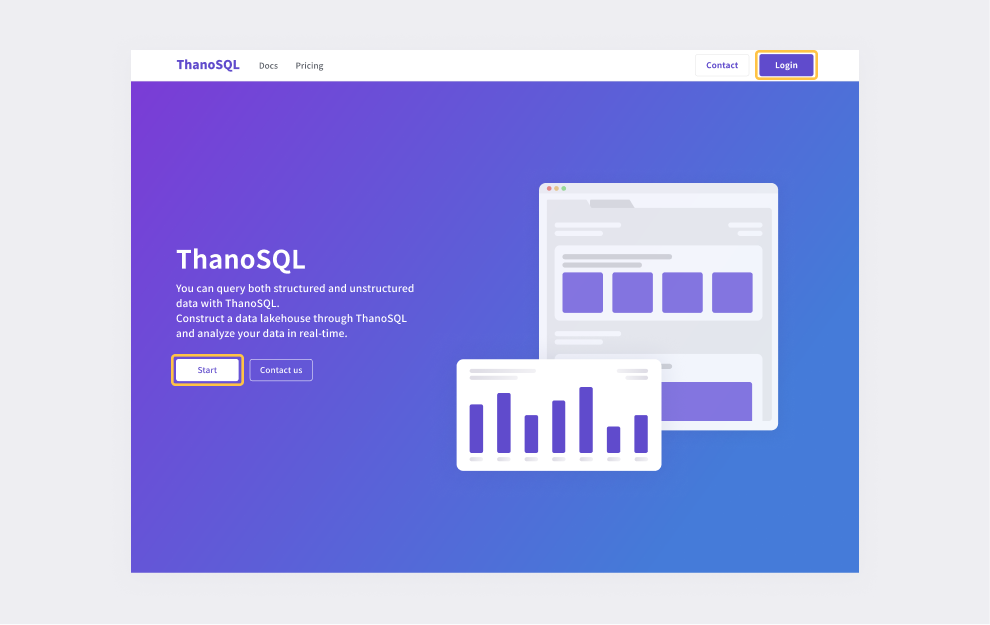 ThanoSQL Docs Pricing Contact Login
ThanoSQL
You can query both structured and unstructured
data with ThanoSQL.
Construct a data lakehouse through ThanoSQL
and analyze your data in real-time.
Start Contact us